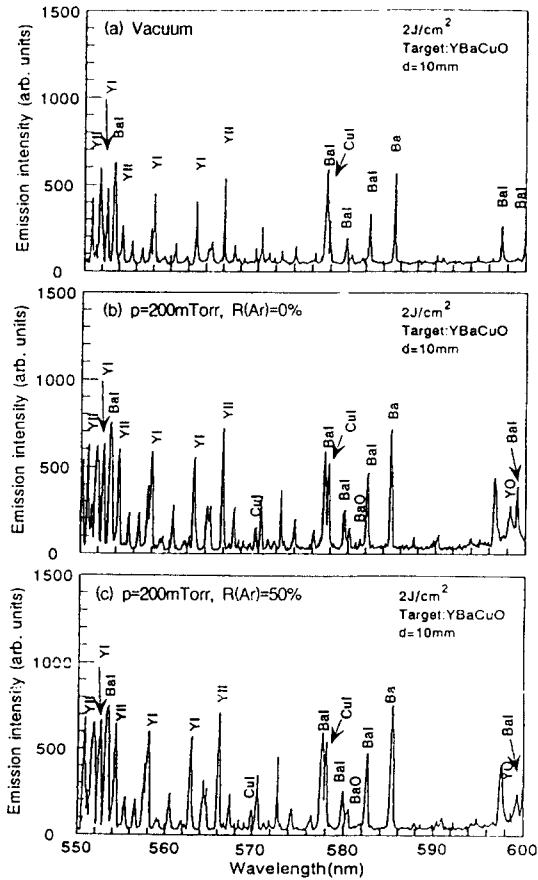 (a) Vacuum
2J/cm²
Target:YBaCuO
d=10mm
Emission intensity (arb. units)
1500
1000
500
0
YII
YI
BaI
YII
YI
YI
YII
BaI
CuI
BaI
BaI
Ba
BaI
BaI
(b) p=200mTorr, R(Ar)=0%
2J/cm²
Target:YBaCuO
d=10mm
Emission intensity (arb. units)
1500
1000
500
0
YII
YI
BaI
YII
YI
YI
YII
CuI
BaI
CuI
BaI
BaO
BaI
Ba
YO
BaI
(c) p=200mTorr, R(Ar)=50%
2J/cm²
Target:YBaCuO
d=10mm
Emission intensity (arb. units)
1500
1000
500
0
YII
YI
BaI
YII
YI
YI
YII
CuI
BaI
CuI
BaI
BaO
BaI
Ba
YO
BaI
550
560
570
580
590
600
Wavelength(nm)